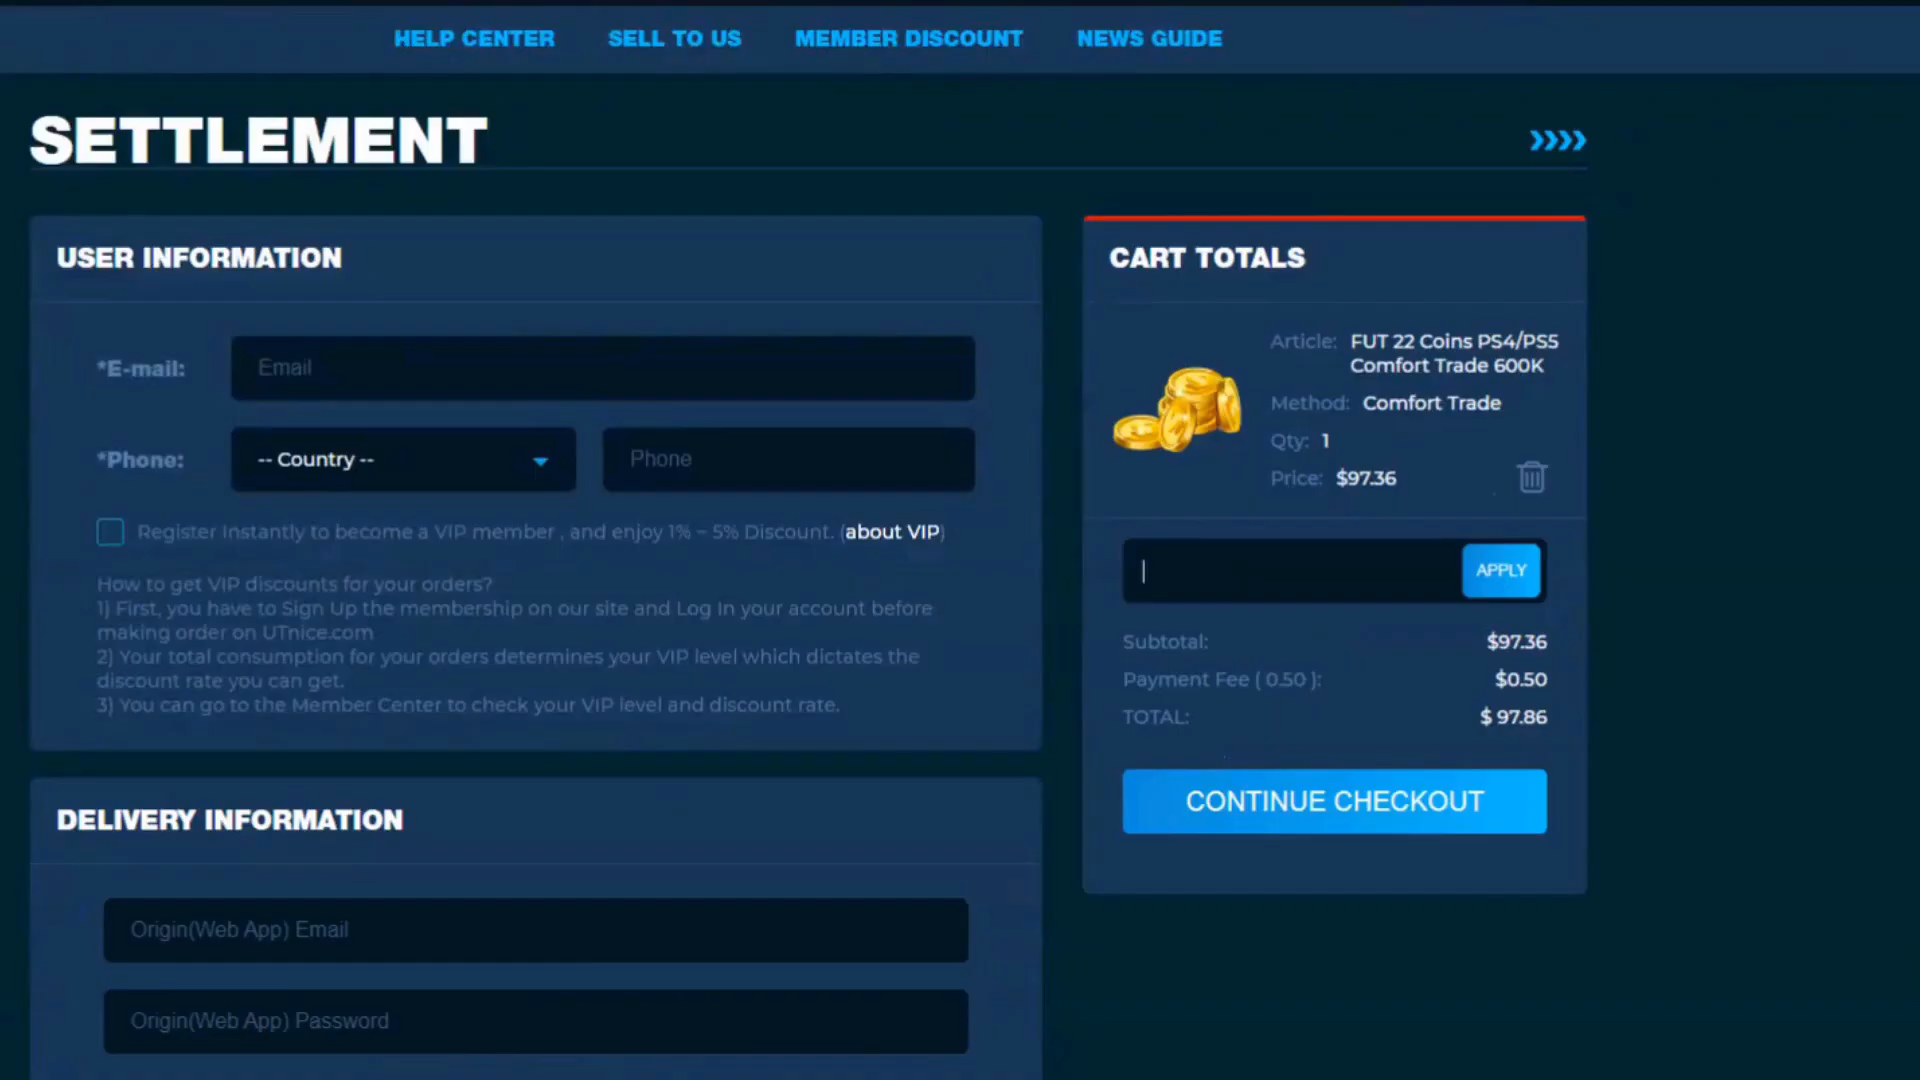 HELP CENTER SELL TO US MEMBER DISCOUNT NEWS GUIDE
SETTLEMENT
USER INFORMATION
*E-mail: Email
*Phone: -- Country -- Phone
Register Instantly to become a VIP member , and enjoy 1% ~ 5% Discount. (about VIP)
How to get VIP discounts for your orders?
1) First, you have to Sign Up the membership on our site and Log In your account before
making order on UTnice.com
2) Your total consumption for your orders determines your VIP level which dictates the
discount rate you can get.
3) You can go to the Member Center to check your VIP level and discount rate.
DELIVERY INFORMATION
Origin(Web App) Email
Origin(Web App) Password
CART TOTALS
Article: FUT 22 Coins PS4/PS5
Comfort Trade 600K
Method: Comfort Trade
Qty: 1
Price: $97.36
APPLY
Subtotal: $97.36
Payment Fee ( 0.50 ): $0.50
TOTAL: $ 97.86
CONTINUE CHECKOUT